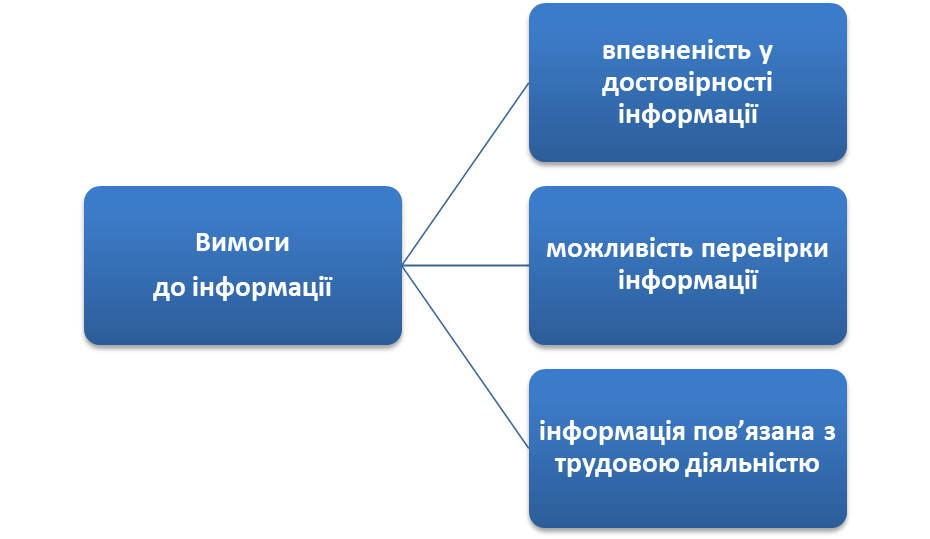 впевненість у
достовірності
інформації
Вимоги
до інформації
можливість перевірки
інформації
інформація пов’язана з
трудовою діяльністю